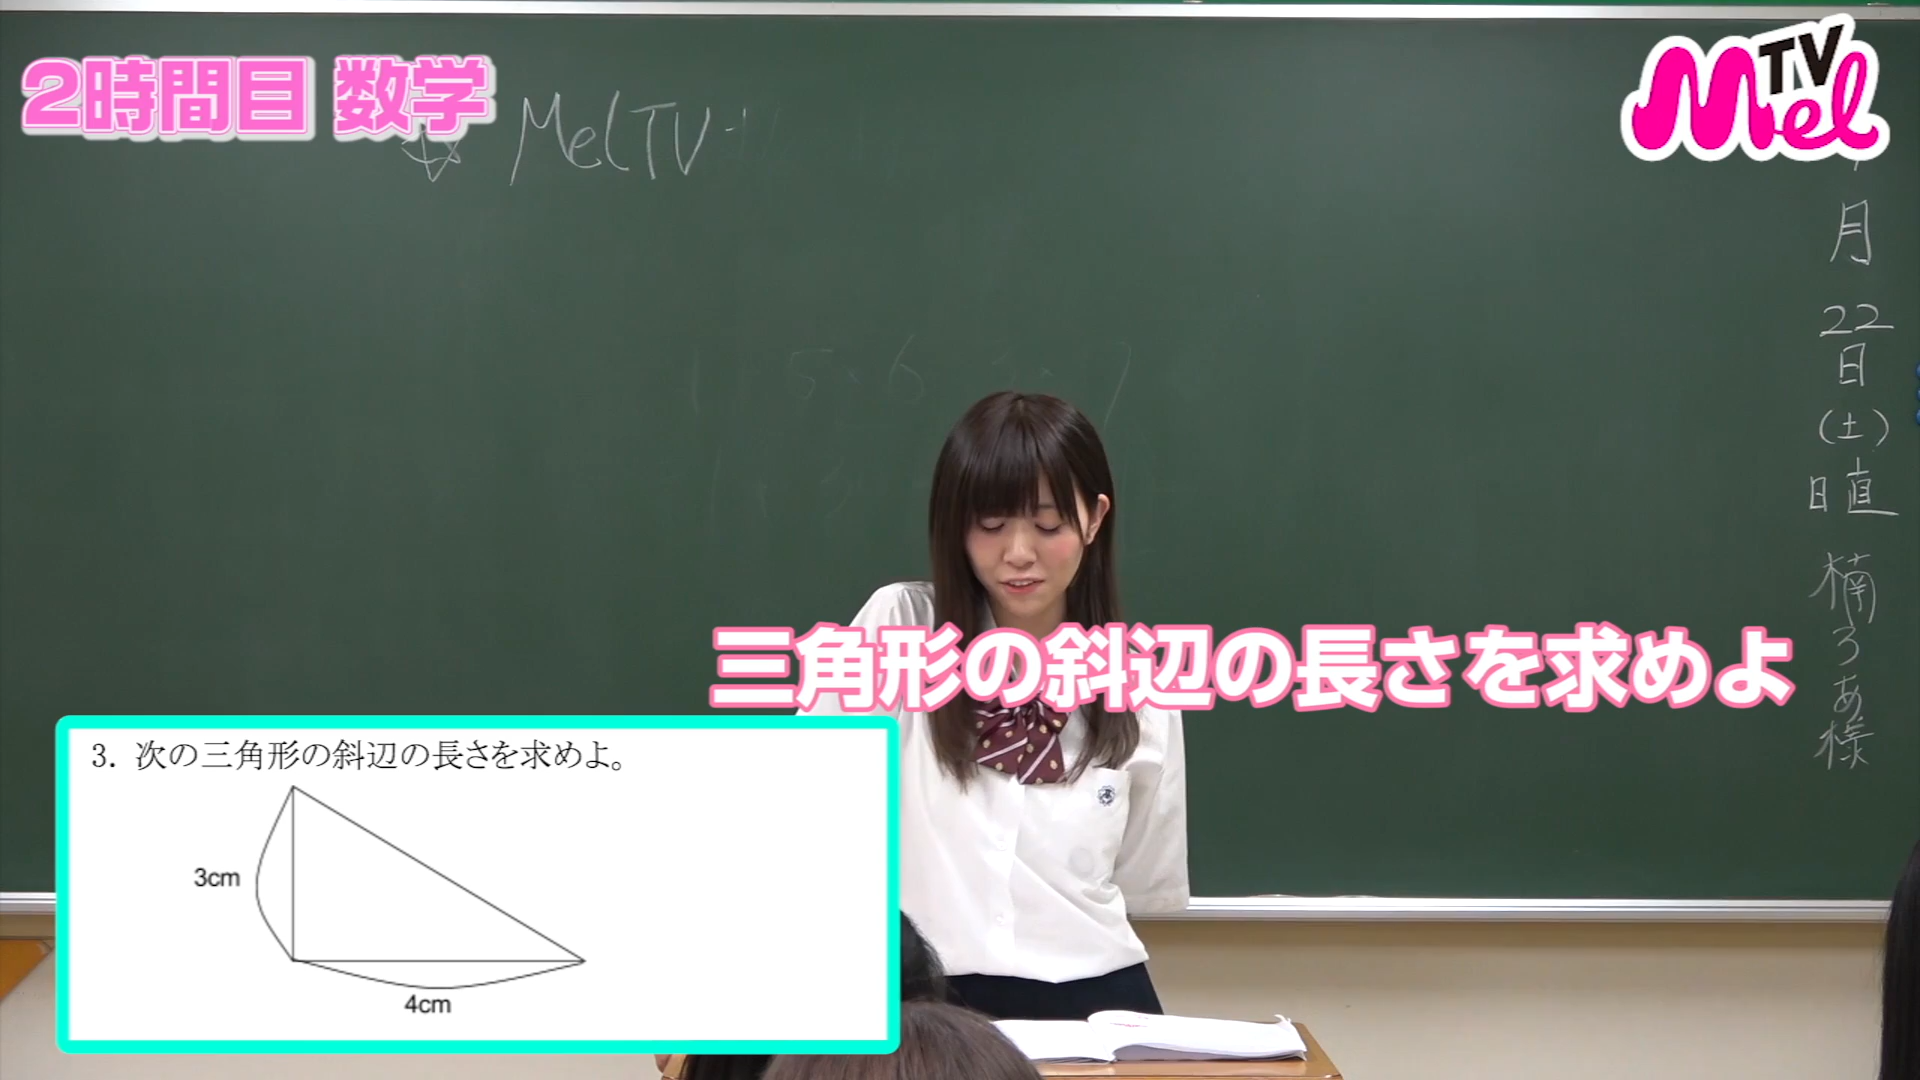 2時間目 数学
Mel TV
☆ MelTV
月
22
日
(土)
日直
楠
ろ
あ
様
三角形の斜辺の長さを求めよ
3. 次の三角形の斜辺の長さを求めよ。
3cm
4cm